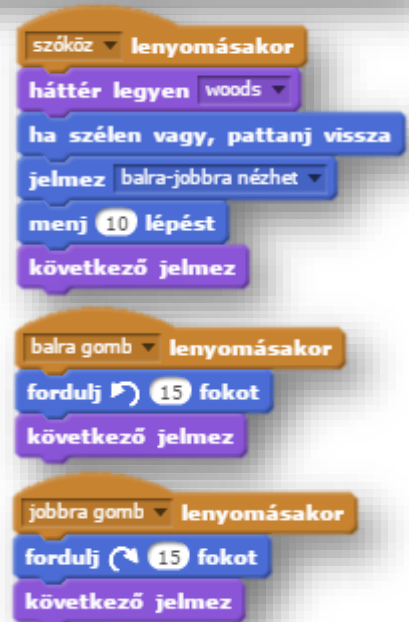 szóköz lenyomásakor
háttér legyen woods
ha szélen vagy, pattanj vissza
jelmez balra-jobbra nézhet
menj 10 lépést
következő jelmez
balra gomb lenyomásakor
fordulj 15 fokot
következő jelmez
jobbra gomb lenyomásakor
fordulj 15 fokot
következő jelmez